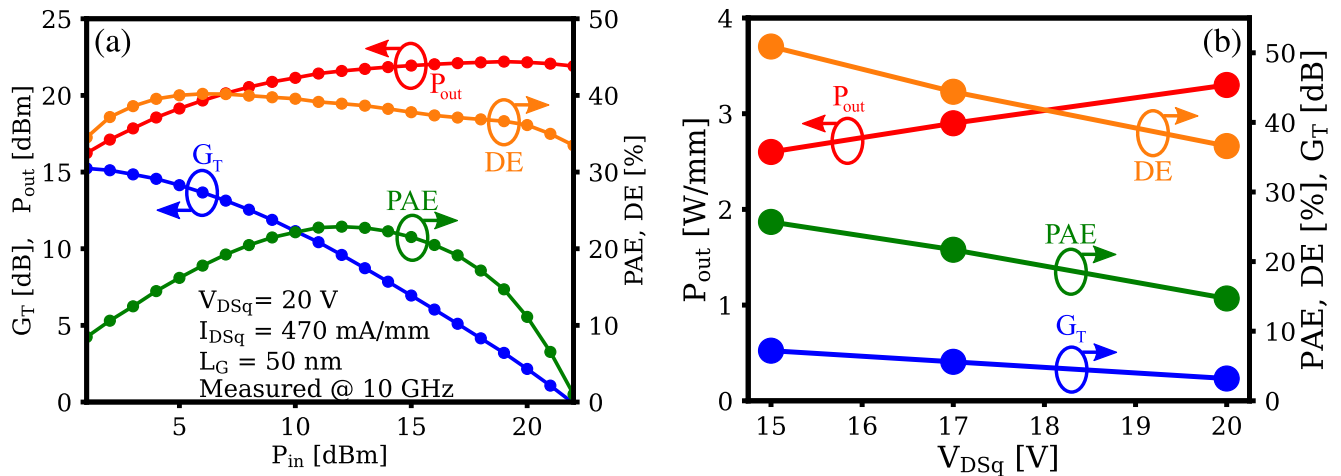 (a)
25
20
15
10
5
0
G_T [dB], P_out [dBm]
50
40
30
20
10
0
PAE, DE [%]
P_out
DE
G_T
PAE
V_DSq= 20 V
I_DSq = 470 mA/mm
L_G = 50 nm
Measured @ 10 GHz
5 10 15 20
P_in [dBm]
(b)
4
3
2
1
0
P_out [W/mm]
50
40
30
20
10
0
PAE, DE [%], G_T [dB]
P_out
DE
PAE
G_T
15 16 17 18 19 20
V_DSq [V]